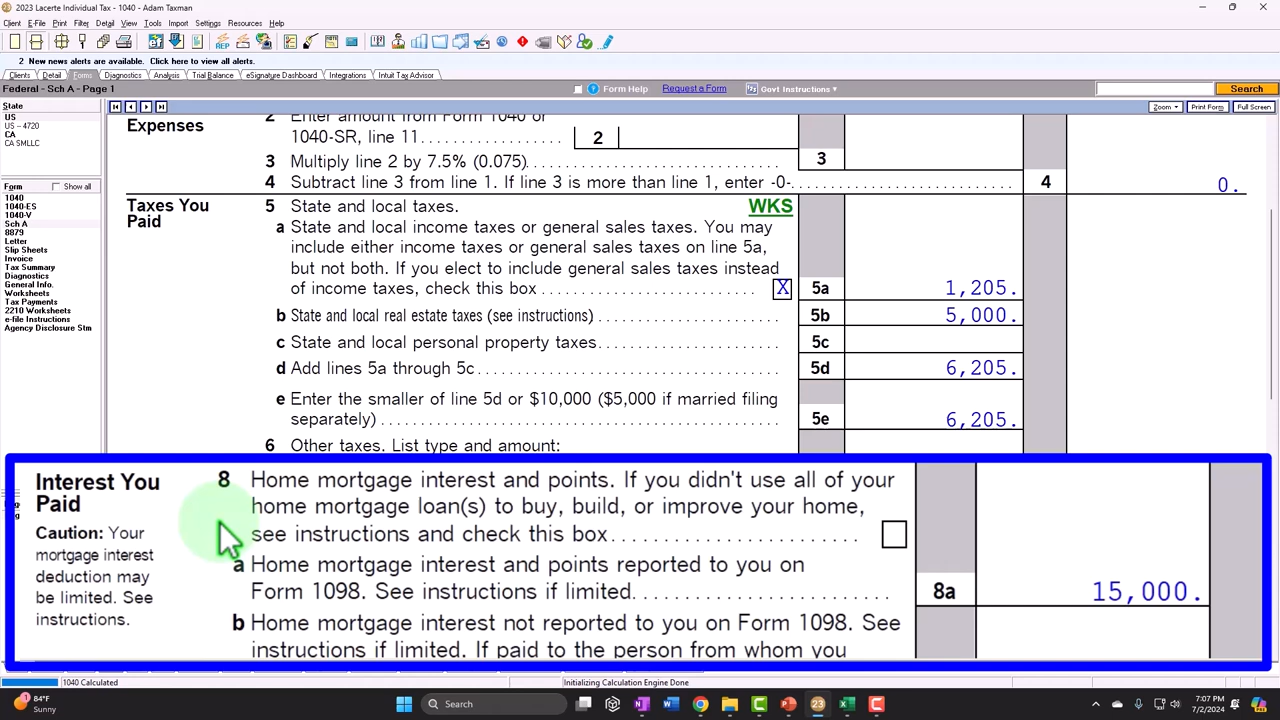 2023 Lacerte Individual Tax - 1040 - Adam Taxman
Client E-File Print Filter Detail View Tools Import Settings Resources Help
2 New news alerts are available. Click here to view all alerts.
Clients Detail Forms Diagnostics Analysis Trial Balance eSignature Dashboard Integrations Intuit Tax Advisor
Federal - Sch A - Page 1
Form Help Request a Form Govt Instructions Search
Zoom Print Form Full Screen
State
US
US - 4720
CA
CA SMLLC
Form Show all
1040
1040-ES
1040-V
Sch A
8879
Letter
Slip Sheets
Invoice
Tax Summary
Diagnostics
General Info.
Worksheets
Tax Payments
2210 Worksheets
e-file Instructions
Agency Disclosure Stm
Expenses
2 Enter amount from Form 1040 or
1040-SR, line 11 2
3 Multiply line 2 by 7.5% (0.075) 3
4 Subtract line 3 from line 1. If line 3 is more than line 1, enter -0- 4 0.
Taxes You
Paid
5 State and local taxes. WKS
a State and local income taxes or general sales taxes. You may
include either income taxes or general sales taxes on line 5a,
but not both. If you elect to include general sales taxes instead
of income taxes, check this box X 5a 1,205.
b State and local real estate taxes (see instructions) 5b 5,000.
c State and local personal property taxes 5c
d Add lines 5a through 5c 5d 6,205.
e Enter the smaller of line 5d or $10,000 ($5,000 if married filing
separately) 5e 6,205.
6 Other taxes. List type and amount:
Interest You
Paid
Caution: Your
mortgage interest
deduction may
be limited. See
instructions.
8 Home mortgage interest and points. If you didn't use all of your
home mortgage loan(s) to buy, build, or improve your home,
see instructions and check this box
a Home mortgage interest and points reported to you on
Form 1098. See instructions if limited. 8a 15,000.
b Home mortgage interest not reported to you on Form 1098. See
instructions if limited. If paid to the person from whom you
1040 Calculated
Initializing Calculation Engine Done
1
84°F
Sunny
Search
23
7:07 PM
7/2/2024